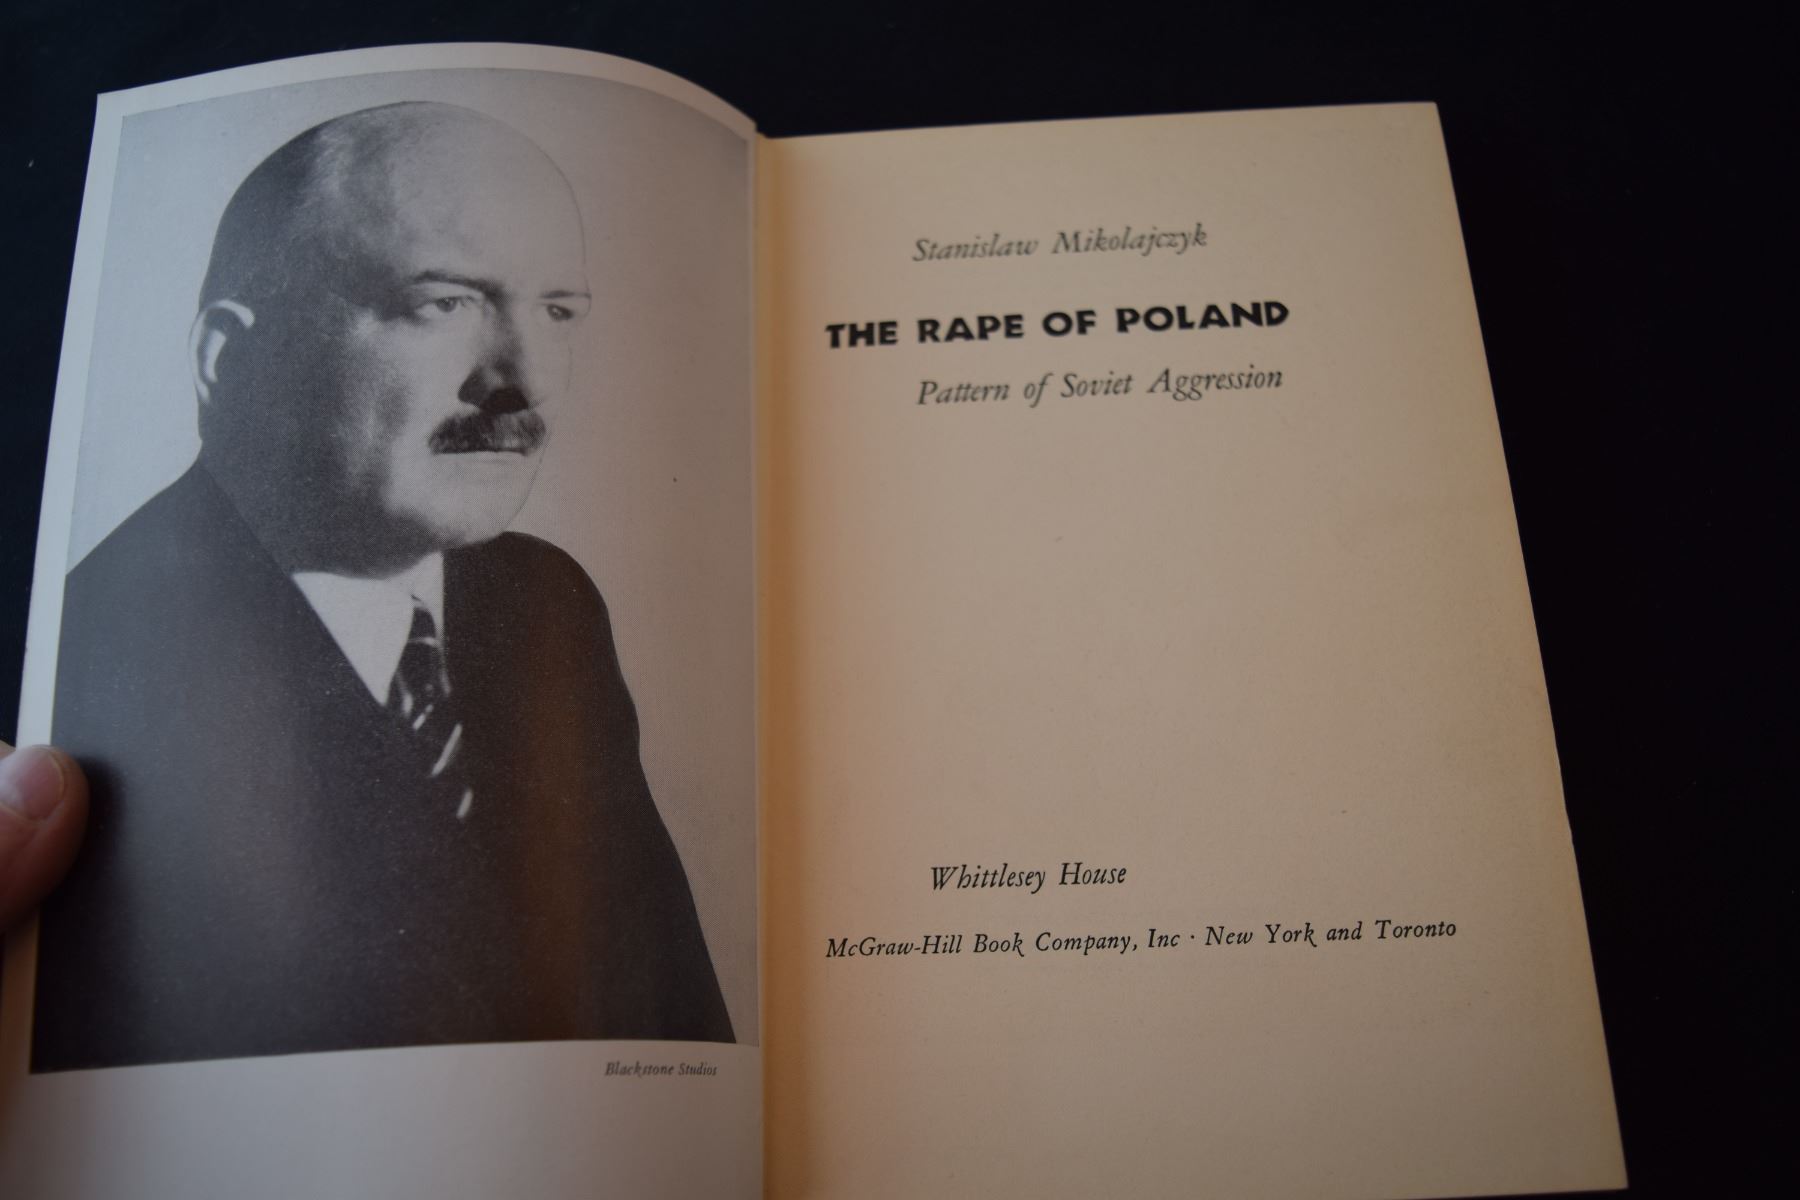 Blackstone Studios
Stanislaw Mikolajczyk
THE RAPE OF POLAND
Pattern of Soviet Aggression
Whittlesey House
McGraw-Hill Book Company, Inc · New York and Toronto